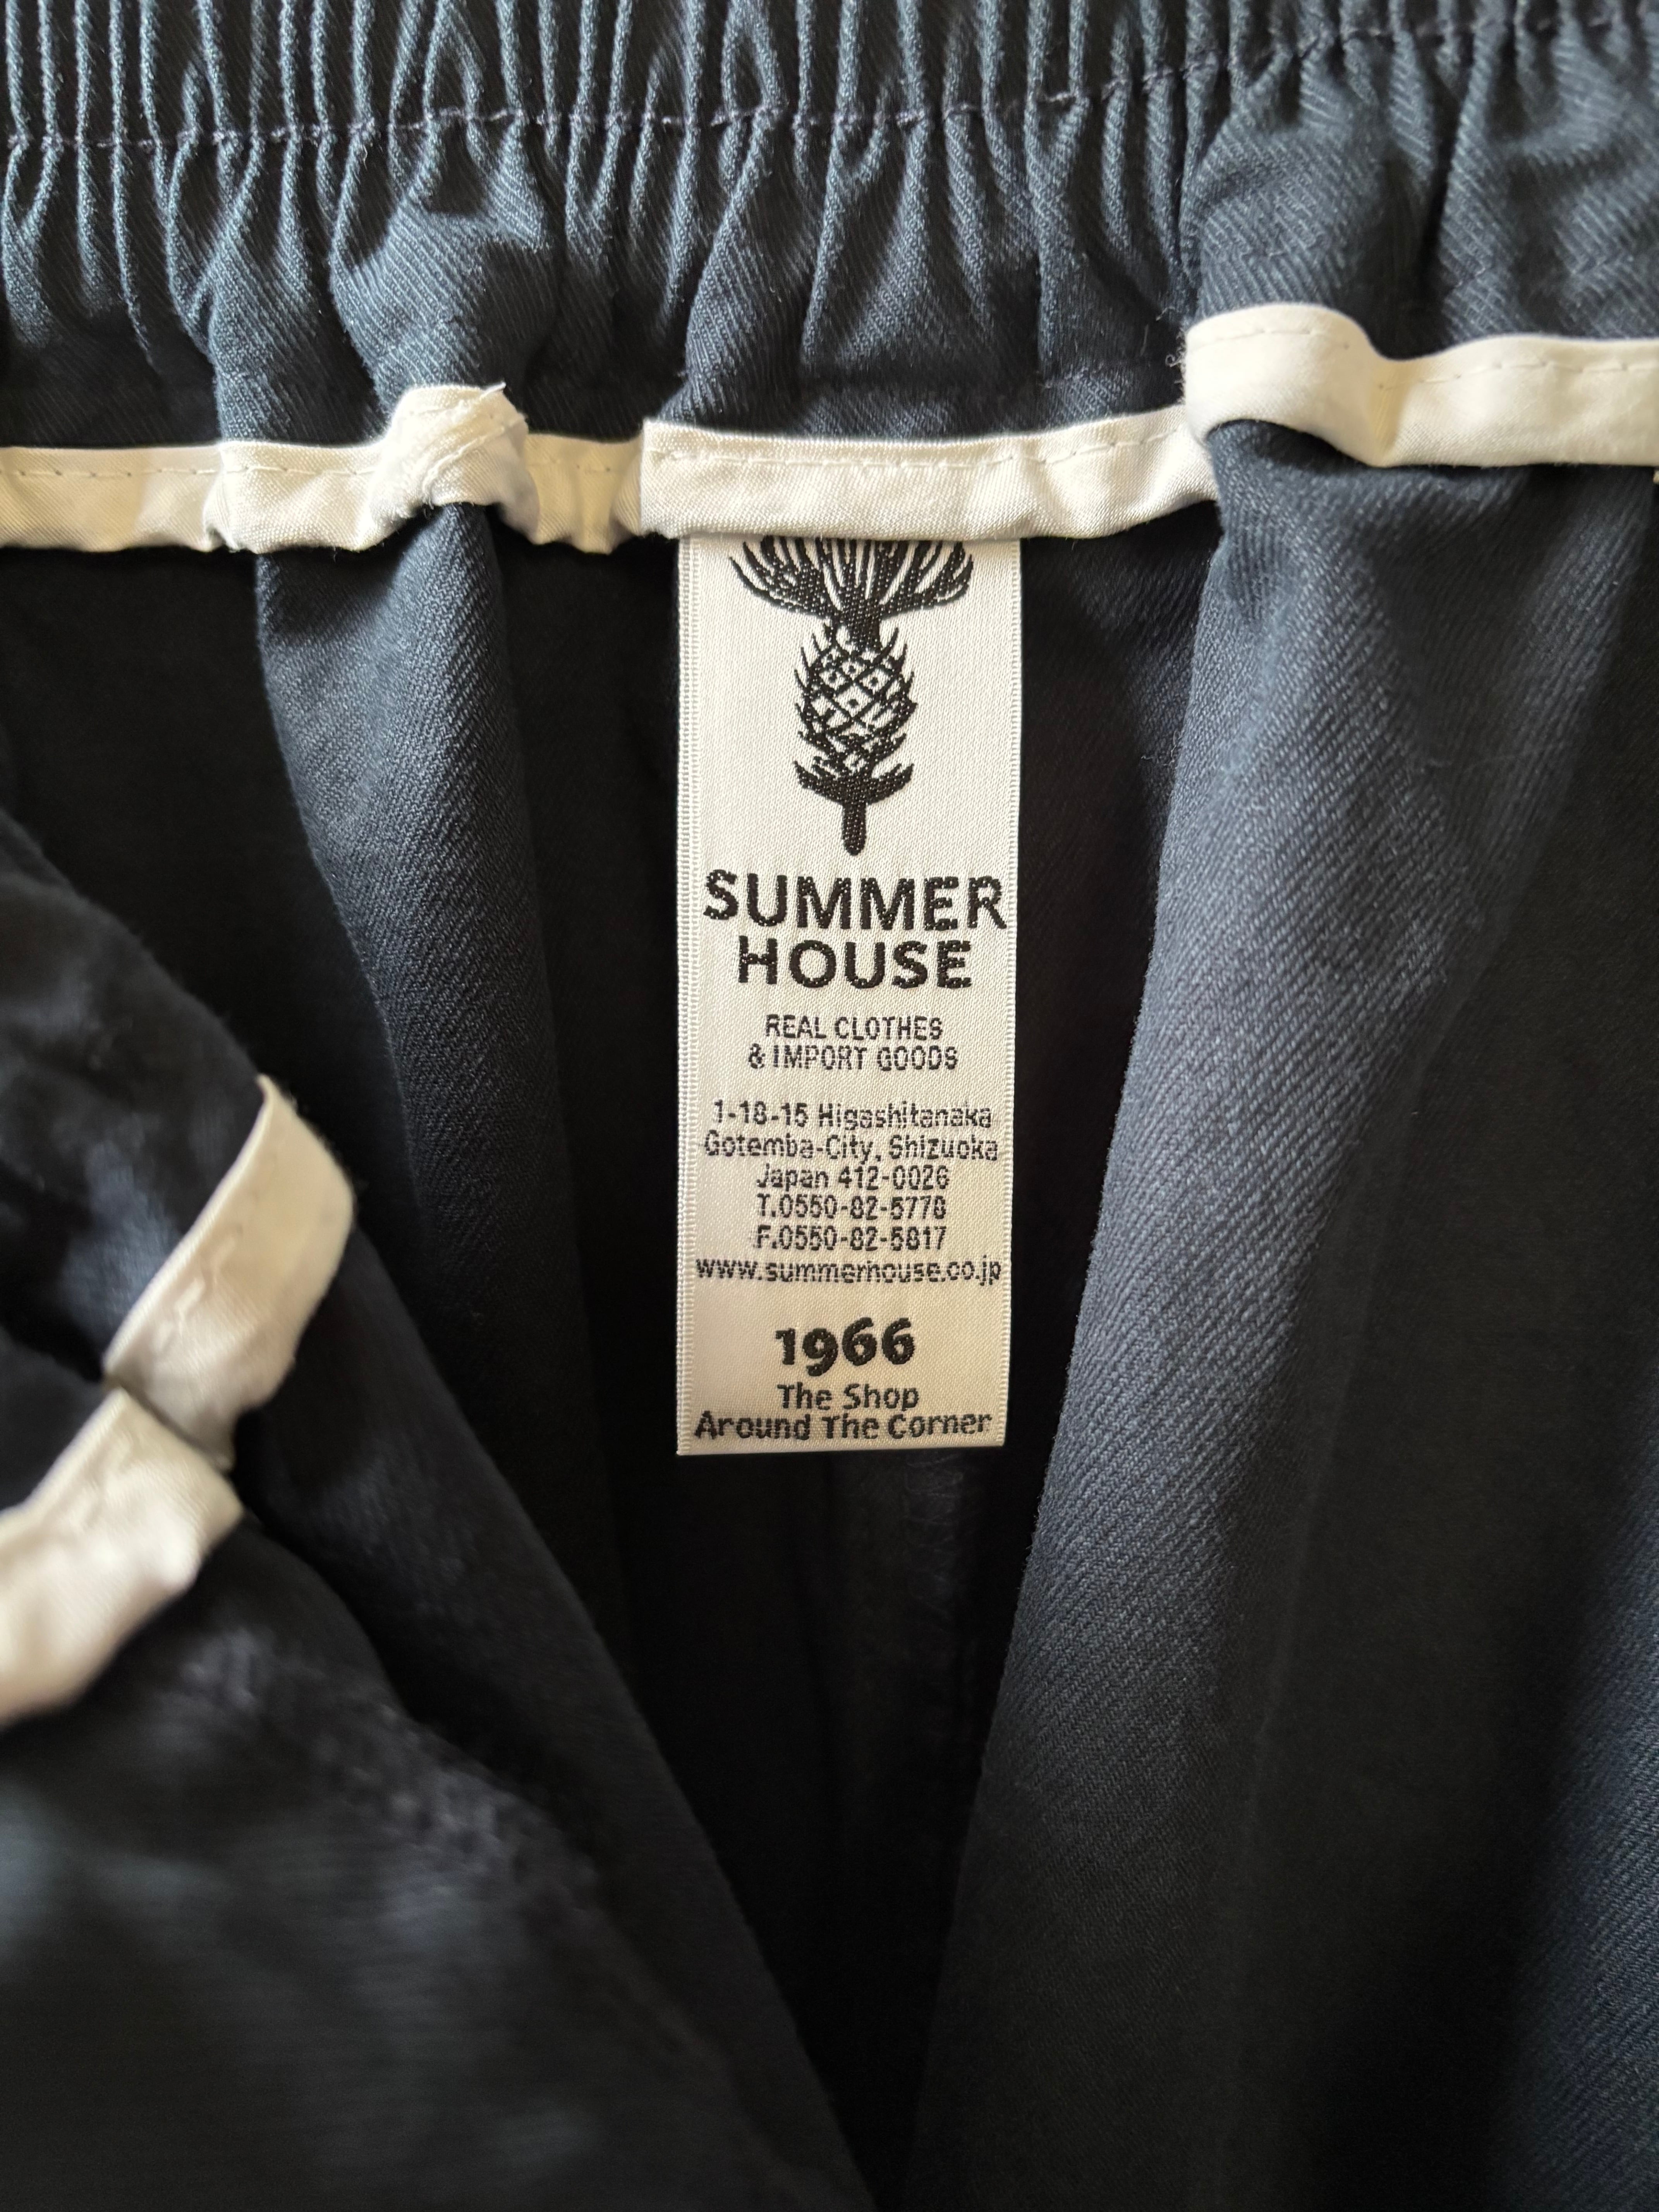 SUMMER
HOUSE
REAL CLOTHES
& IMPORT GOODS
1-18-15 Higashitanaka
Gotemba-City, Shizuoka
Japan 412-0026
T.0550-82-5778
F.0550-82-5817
www.summerhouse.co.jp
1966
The Shop
Around The Corner